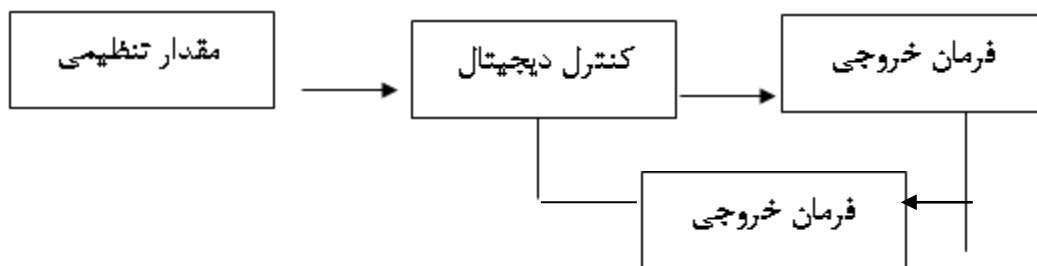 مقدار تنظیمی
کنترل دیجیتال
فرمان خروجی
فرمان خروجی